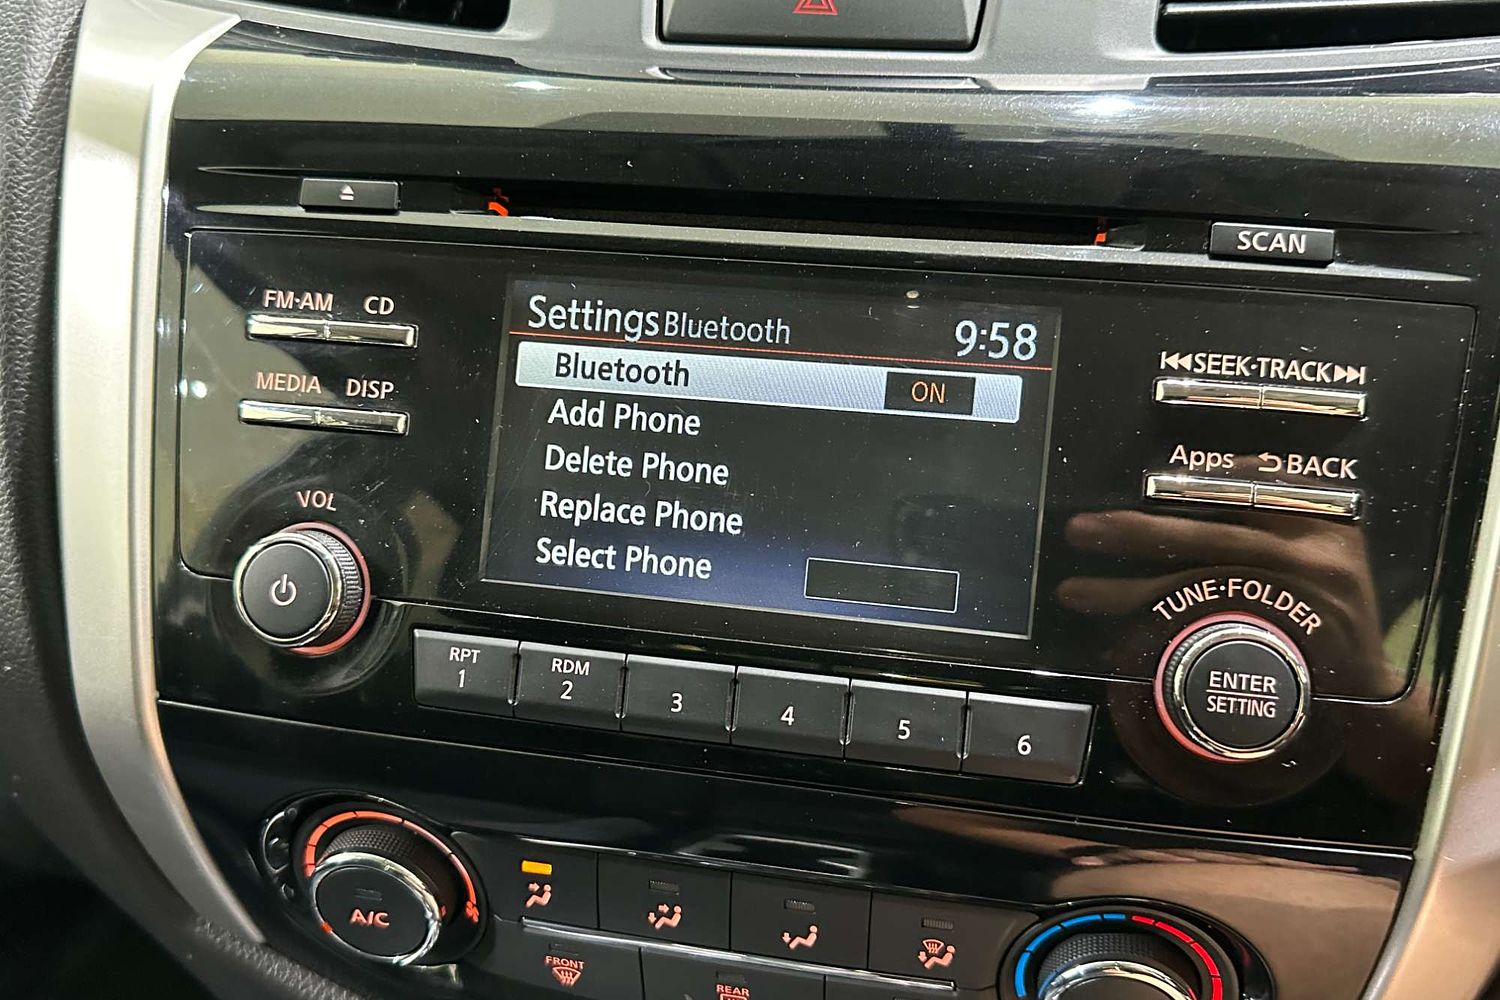 SCAN
FM·AM CD
MEDIA DISP
VOL
Settings Bluetooth 9:58
Bluetooth ON
Add Phone
Delete Phone
Replace Phone
Select Phone
SEEK·TRACK
Apps BACK
TUNE·FOLDER
ENTER
SETTING
RPT
1
RDM
2
3
4
5
6
A/C
FRONT
REAR